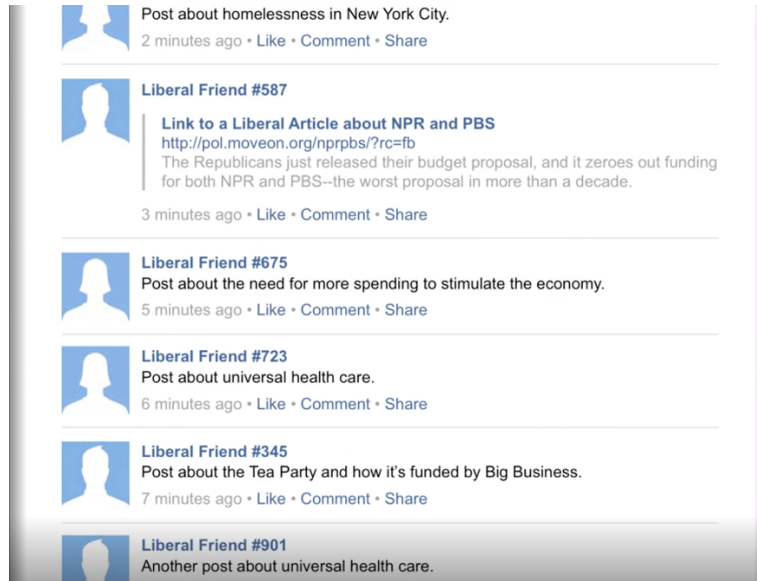 Post about homelessness in New York City.
2 minutes ago • Like • Comment • Share
Liberal Friend #587
Link to a Liberal Article about NPR and PBS
http://pol.moveon.org/nprpbs/?rc=fb
The Republicans just released their budget proposal, and it zeroes out funding
for both NPR and PBS--the worst proposal in more than a decade.
3 minutes ago • Like • Comment • Share
Liberal Friend #675
Post about the need for more spending to stimulate the economy.
5 minutes ago • Like • Comment • Share
Liberal Friend #723
Post about universal health care.
6 minutes ago • Like • Comment • Share
Liberal Friend #345
Post about the Tea Party and how it's funded by Big Business.
7 minutes ago • Like • Comment • Share
Liberal Friend #901
Another post about universal health care.